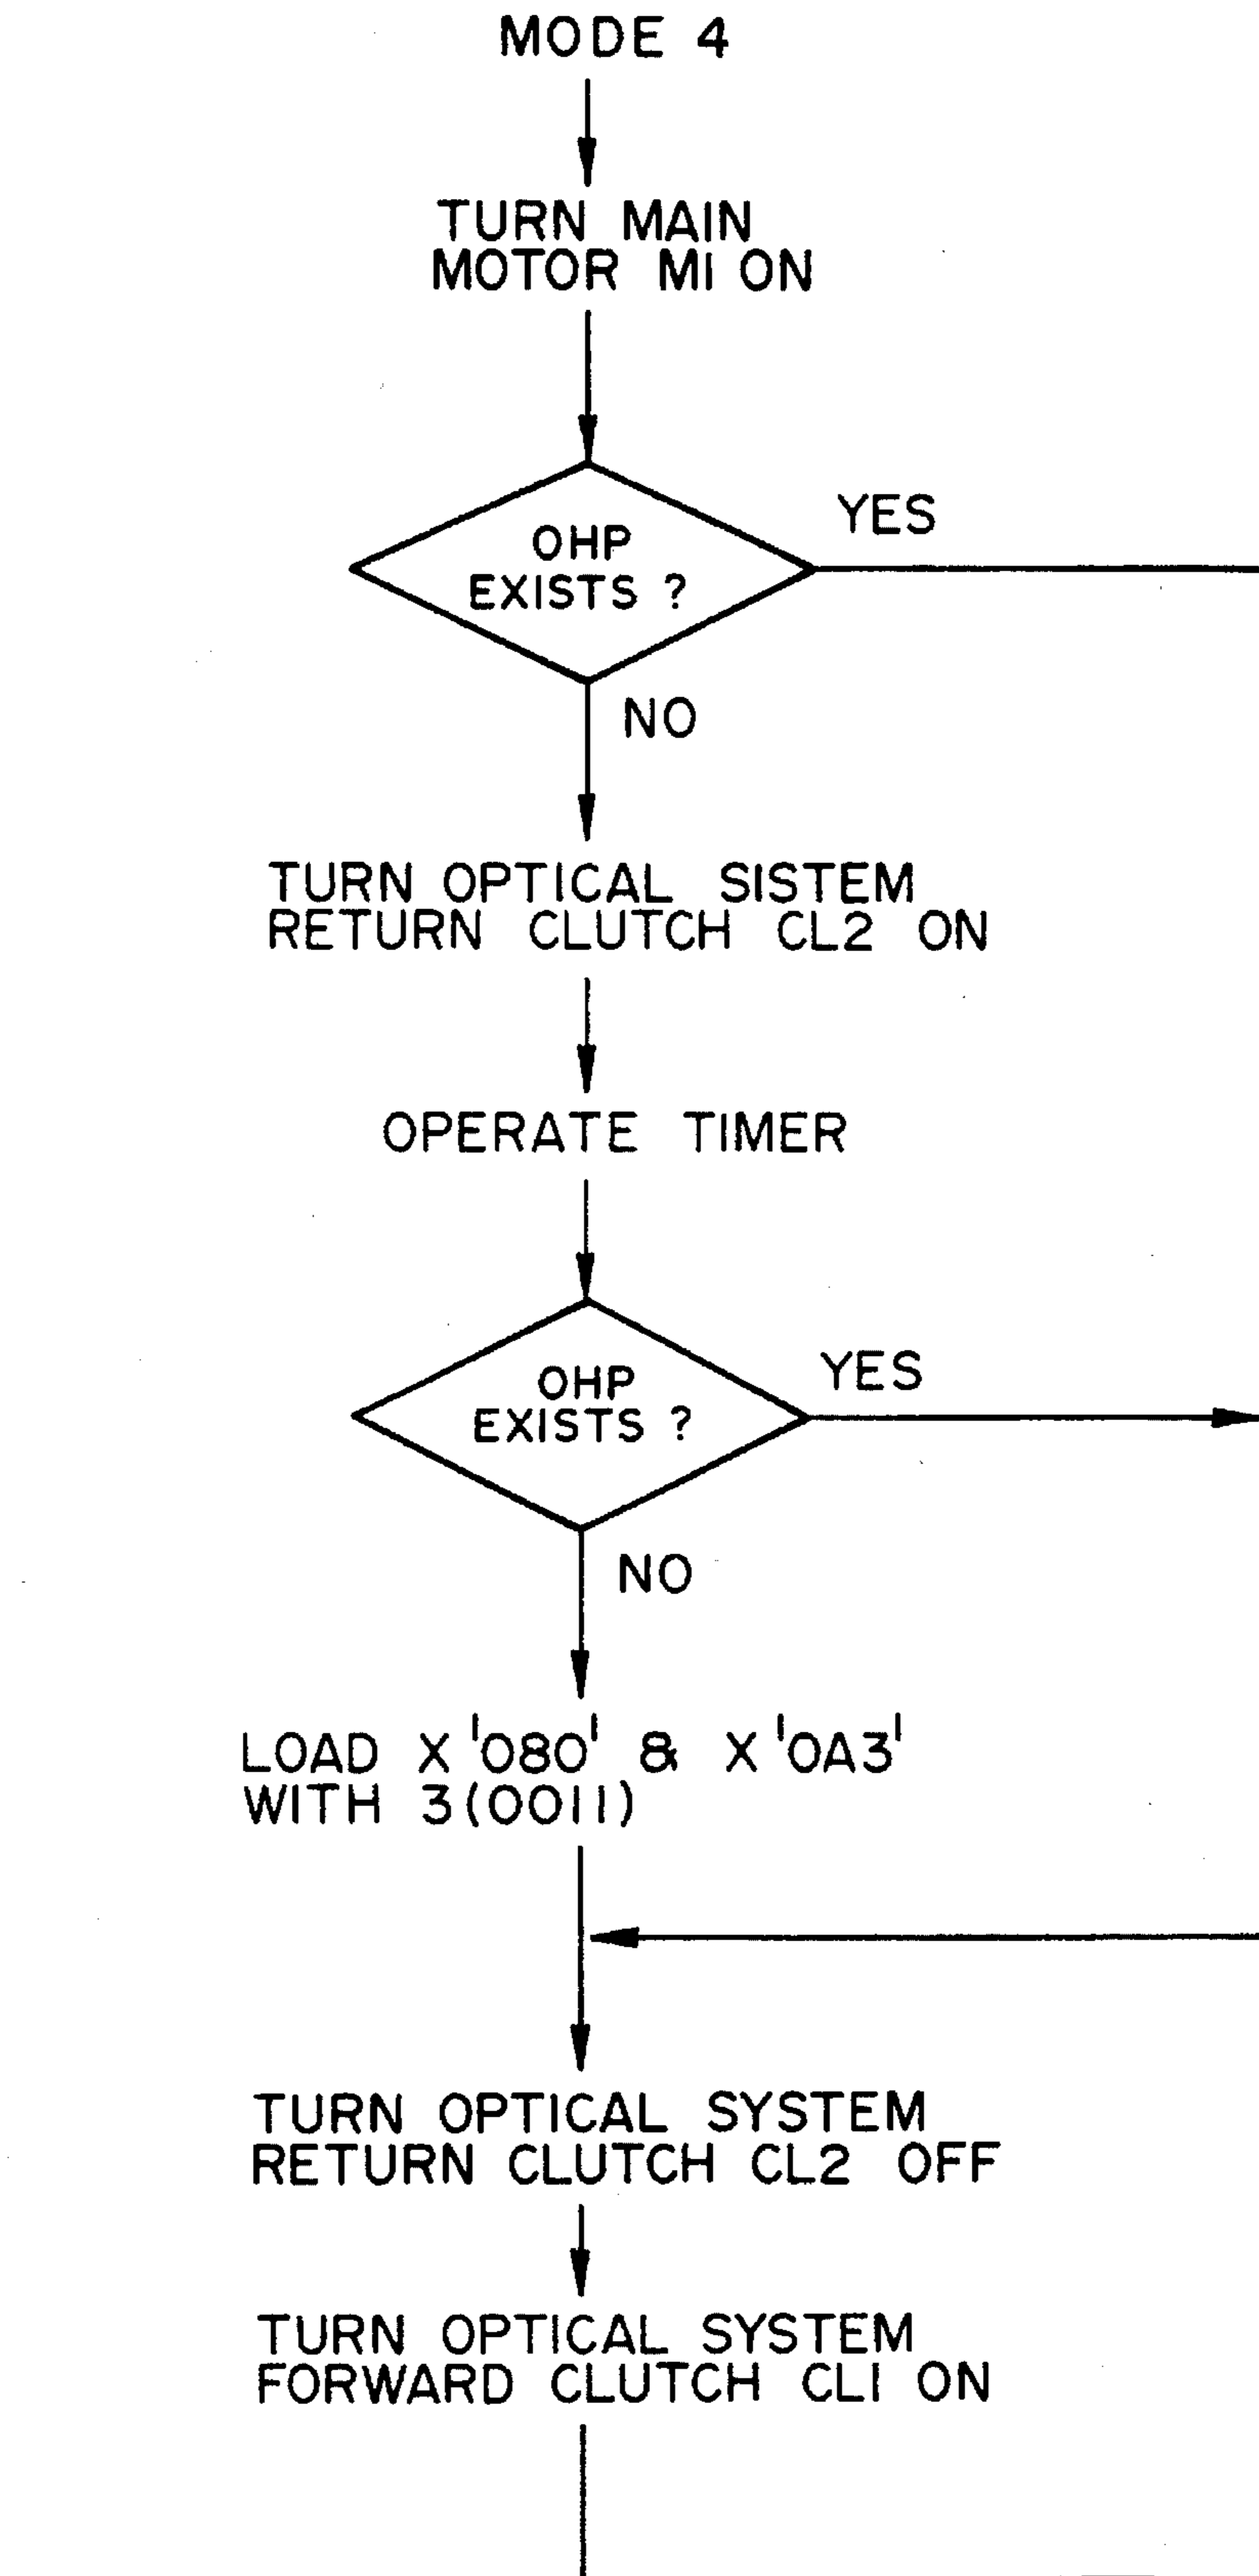 MODE 4
TURN MAIN
MOTOR M1 ON
OHP
EXISTS ?
YES
NO
TURN OPTICAL SISTEM
RETURN CLUTCH CL2 ON
OPERATE TIMER
OHP
EXISTS ?
YES
NO
LOAD X'080' & X'0A3'
WITH 3(0011)
TURN OPTICAL SYSTEM
RETURN CLUTCH CL2 OFF
TURN OPTICAL SYSTEM
FORWARD CLUTCH CL1 ON